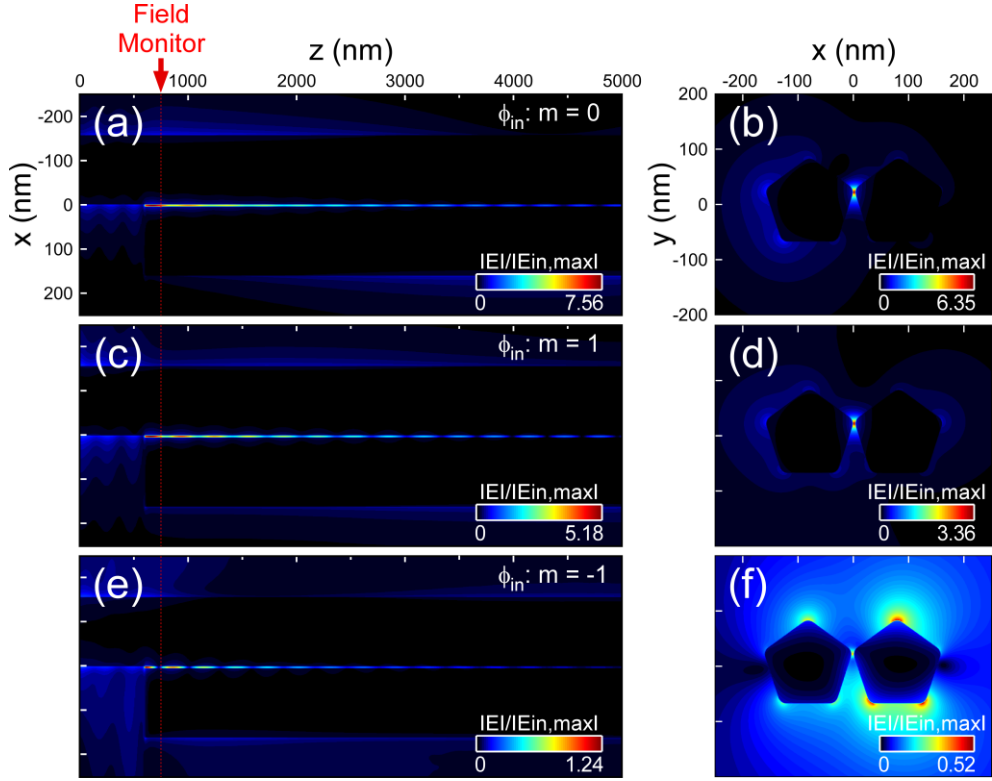 Field
Monitor
z (nm)
x (nm)
0 1000 2000 3000 4000 5000
-200 -100 0 100 200
x (nm)
-200
-100
0
100
200
(a)
ϕin: m = 0
|E|/|Ein,max|
0 7.56
y (nm)
200
100
0
-100
-200
(b)
|E|/|Ein,max|
0 6.35
(c)
ϕin: m = 1
|E|/|Ein,max|
0 5.18
(d)
|E|/|Ein,max|
0 3.36
(e)
ϕin: m = -1
|E|/|Ein,max|
0 1.24
(f)
|E|/|Ein,max|
0 0.52